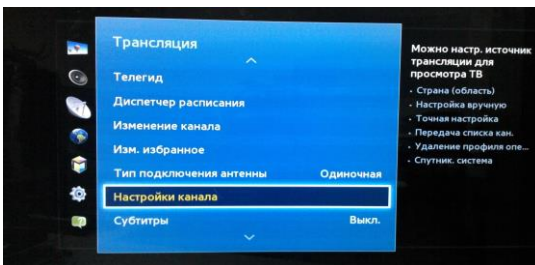 Трансляция
Телегид
Диспетчер расписания
Изменение канала
Изм. избранное
Тип подключения антенны Одиночная
Настройки канала
Субтитры Выкл.
Можно настр. источник
трансляции для
просмотра ТВ
· Страна (область)
· Настройка вручную
· Точная настройка
· Передача списка кан.
· Удаление профиля опе...
· Спутник. система